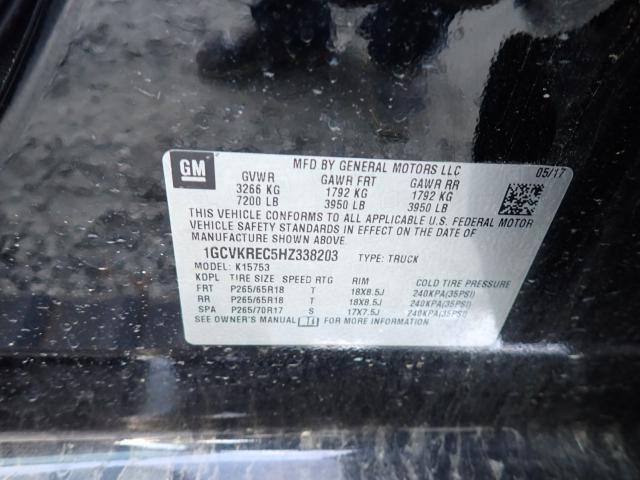 GM
MFD BY GENERAL MOTORS LLC
05/17
GVWR GAWR FRT GAWR RR
3266 KG 1792 KG 1792 KG
7200 LB 3950 LB 3950 LB
THIS VEHICLE CONFORMS TO ALL APPLICABLE U.S. FEDERAL MOTOR
VEHICLE SAFETY STANDARDS IN EFFECT ON THE DATE OF
MANUFACTURE SHOWN ABOVE.
1GCVKREC5HZ338203 TYPE: TRUCK
MODEL: K15753
KDPL TIRE SIZE SPEED RTG RIM COLD TIRE PRESSURE
FRT P265/65R18 T 18X8.5J 240KPA(35PSI)
RR P265/65R18 T 18X8.5J 240KPA(35PSI)
SPA P265/70R17 S 17X7.5J 240KPA(35PSI)
SEE OWNER'S MANUAL FOR MORE INFORMATION